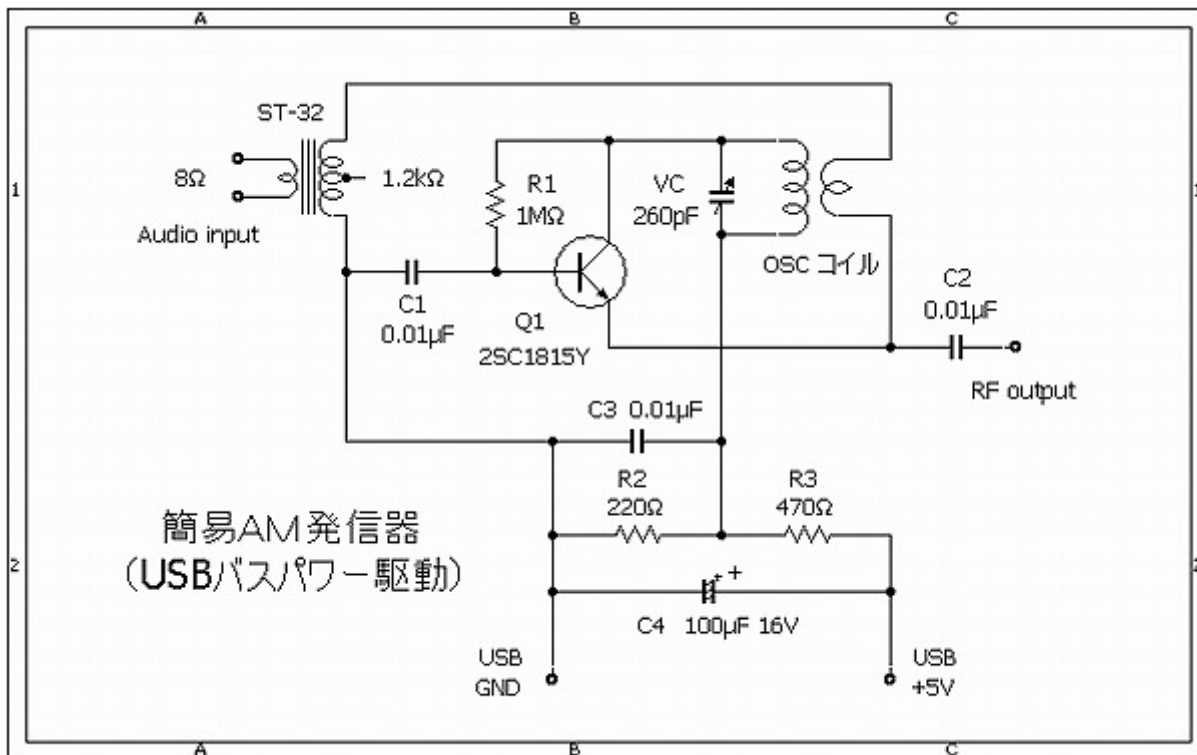 A B C
ST-32
8Ω
1.2kΩ
Audio input
1
R1
1MΩ
VC
260pF
OSC コイル
1
C1
0.01μF
Q1
2SC1815Y
C2
0.01μF
RF output
C3 0.01μF
R2
220Ω
R3
470Ω
簡易AM発信器
(USBバスパワー駆動)
2
+ +
C4 100μF 16V
2
USB
GND
USB
+5V
A B C